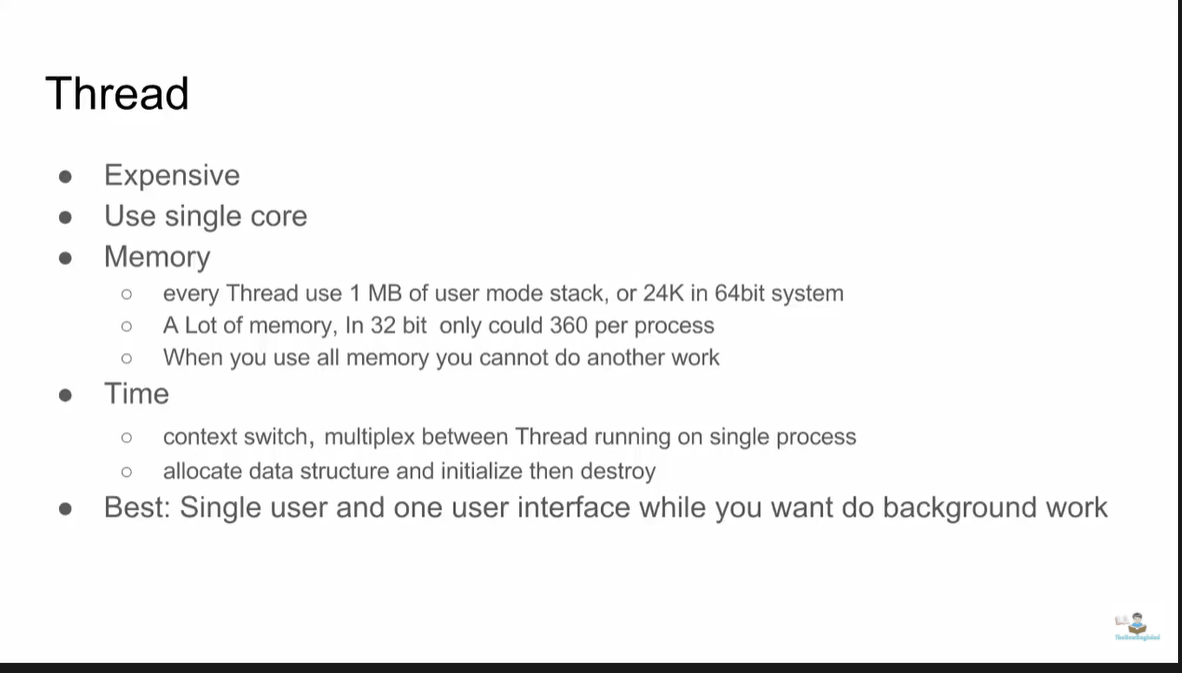 Thread
● Expensive
● Use single core
● Memory
○ every Thread use 1 MB of user mode stack, or 24K in 64bit system
○ A Lot of memory, In 32 bit only could 360 per process
○ When you use all memory you cannot do another work
● Time
○ context switch, multiplex between Thread running on single process
○ allocate data structure and initialize then destroy
● Best: Single user and one user interface while you want do background work